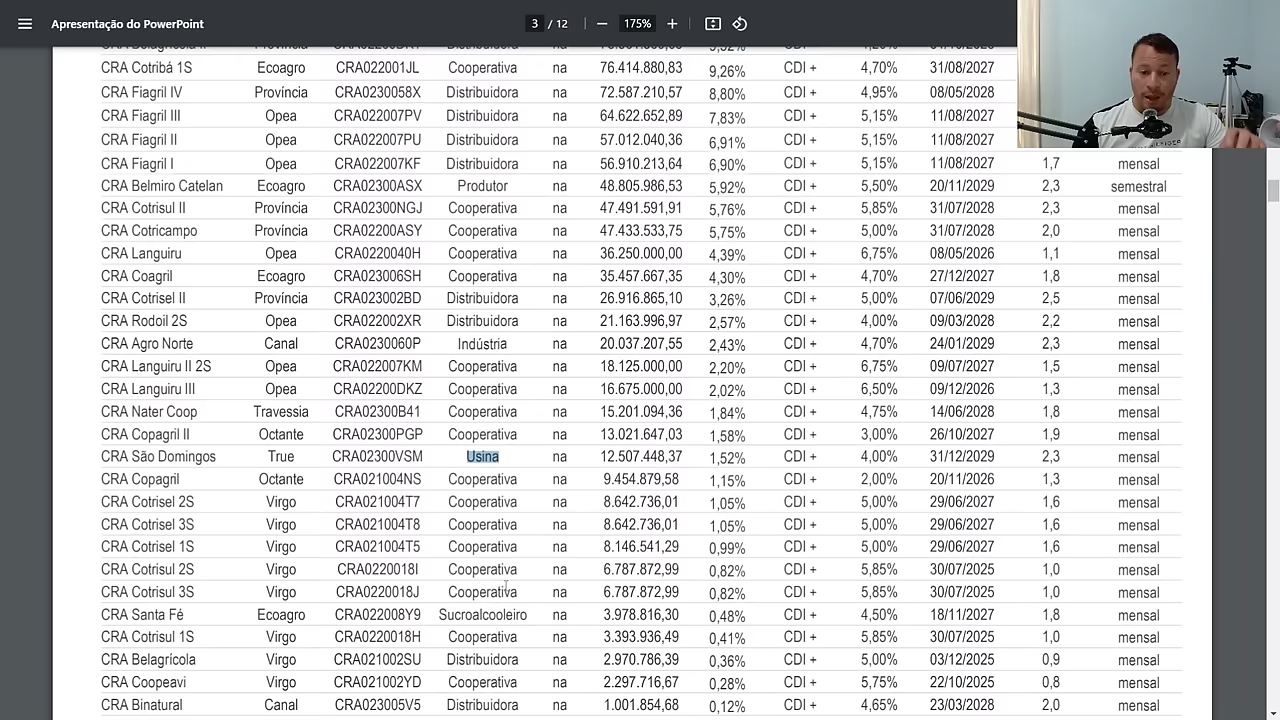 Apresentação do PowerPoint 3 / 12 175%
CRA Cotribá 1S Ecoagro CRA022001JL Cooperativa na 76.414.880,83 9,26% CDI + 4,70% 31/08/2027
CRA Fiagril IV Província CRA0230058X Distribuidora na 72.587.210,57 8,80% CDI + 4,95% 08/05/2028
CRA Fiagril III Opea CRA022007PV Distribuidora na 64.622.652,89 7,83% CDI + 5,15% 11/08/2027
CRA Fiagril II Opea CRA022007PU Distribuidora na 57.012.040,36 6,91% CDI + 5,15% 11/08/2027
CRA Fiagril I Opea CRA022007KF Distribuidora na 56.910.213,64 6,90% CDI + 5,15% 11/08/2027 1,7 mensal
CRA Belmiro Catelan Ecoagro CRA02300ASX Produtor na 48.805.986,53 5,92% CDI + 5,50% 20/11/2029 2,3 semestral
CRA Cotrisul II Província CRA02300NGJ Cooperativa na 47.491.591,91 5,76% CDI + 5,85% 31/07/2028 2,3 mensal
CRA Cotricampo Província CRA02200ASY Cooperativa na 47.433.533,75 5,75% CDI + 5,00% 31/07/2028 2,0 mensal
CRA Languiru Opea CRA0220040H Cooperativa na 36.250.000,00 4,39% CDI + 6,75% 08/05/2026 1,1 mensal
CRA Coagril Ecoagro CRA023006SH Cooperativa na 35.457.667,35 4,30% CDI + 4,70% 27/12/2027 1,8 mensal
CRA Cotrisel II Província CRA023002BD Distribuidora na 26.916.865,10 3,26% CDI + 5,00% 07/06/2029 2,5 mensal
CRA Rodoil 2S Opea CRA022002XR Distribuidora na 21.163.996,97 2,57% CDI + 4,00% 09/03/2028 2,2 mensal
CRA Agro Norte Canal CRA0230060P Indústria na 20.037.207,55 2,43% CDI + 4,70% 24/01/2029 2,3 mensal
CRA Languiru II 2S Opea CRA022007KM Cooperativa na 18.125.000,00 2,20% CDI + 6,75% 09/07/2027 1,5 mensal
CRA Languiru III Opea CRA02200DKZ Cooperativa na 16.675.000,00 2,02% CDI + 6,50% 09/12/2026 1,3 mensal
CRA Nater Coop Travessia CRA02300B41 Cooperativa na 15.201.094,36 1,84% CDI + 4,75% 14/06/2028 1,8 mensal
CRA Copagril II Octante CRA02300PGP Cooperativa na 13.021.647,03 1,58% CDI + 3,00% 26/10/2027 1,9 mensal
CRA São Domingos True CRA02300VSM Usina na 12.507.448,37 1,52% CDI + 4,00% 31/12/2029 2,3 mensal
CRA Copagril Octante CRA021004NS Cooperativa na 9.454.879,58 1,15% CDI + 2,00% 20/11/2026 1,3 mensal
CRA Cotrisel 2S Virgo CRA021004T7 Cooperativa na 8.642.736,01 1,05% CDI + 5,00% 29/06/2027 1,6 mensal
CRA Cotrisel 3S Virgo CRA021004T8 Cooperativa na 8.642.736,01 1,05% CDI + 5,00% 29/06/2027 1,6 mensal
CRA Cotrisel 1S Virgo CRA021004T5 Cooperativa na 8.146.541,29 0,99% CDI + 5,00% 29/06/2027 1,6 mensal
CRA Cotrisul 2S Virgo CRA0220018I Cooperativa na 6.787.872,99 0,82% CDI + 5,85% 30/07/2025 1,0 mensal
CRA Cotrisul 3S Virgo CRA0220018J Cooperativa na 6.787.872,99 0,82% CDI + 5,85% 30/07/2025 1,0 mensal
CRA Santa Fé Ecoagro CRA022008Y9 Sucroalcooleiro na 3.978.816,30 0,48% CDI + 4,50% 18/11/2027 1,8 mensal
CRA Cotrisul 1S Virgo CRA0220018H Cooperativa na 3.393.936,49 0,41% CDI + 5,85% 30/07/2025 1,0 mensal
CRA Belagrícola Virgo CRA021002SU Distribuidora na 2.970.786,39 0,36% CDI + 5,00% 03/12/2025 0,9 mensal
CRA Coopeavi Virgo CRA021002YD Cooperativa na 2.297.716,67 0,28% CDI + 5,75% 22/10/2025 0,8 mensal
CRA Binatural Canal CRA023005V5 Distribuidora na 1.001.854,68 0,12% CDI + 4,65% 23/03/2028 2,0 mensal